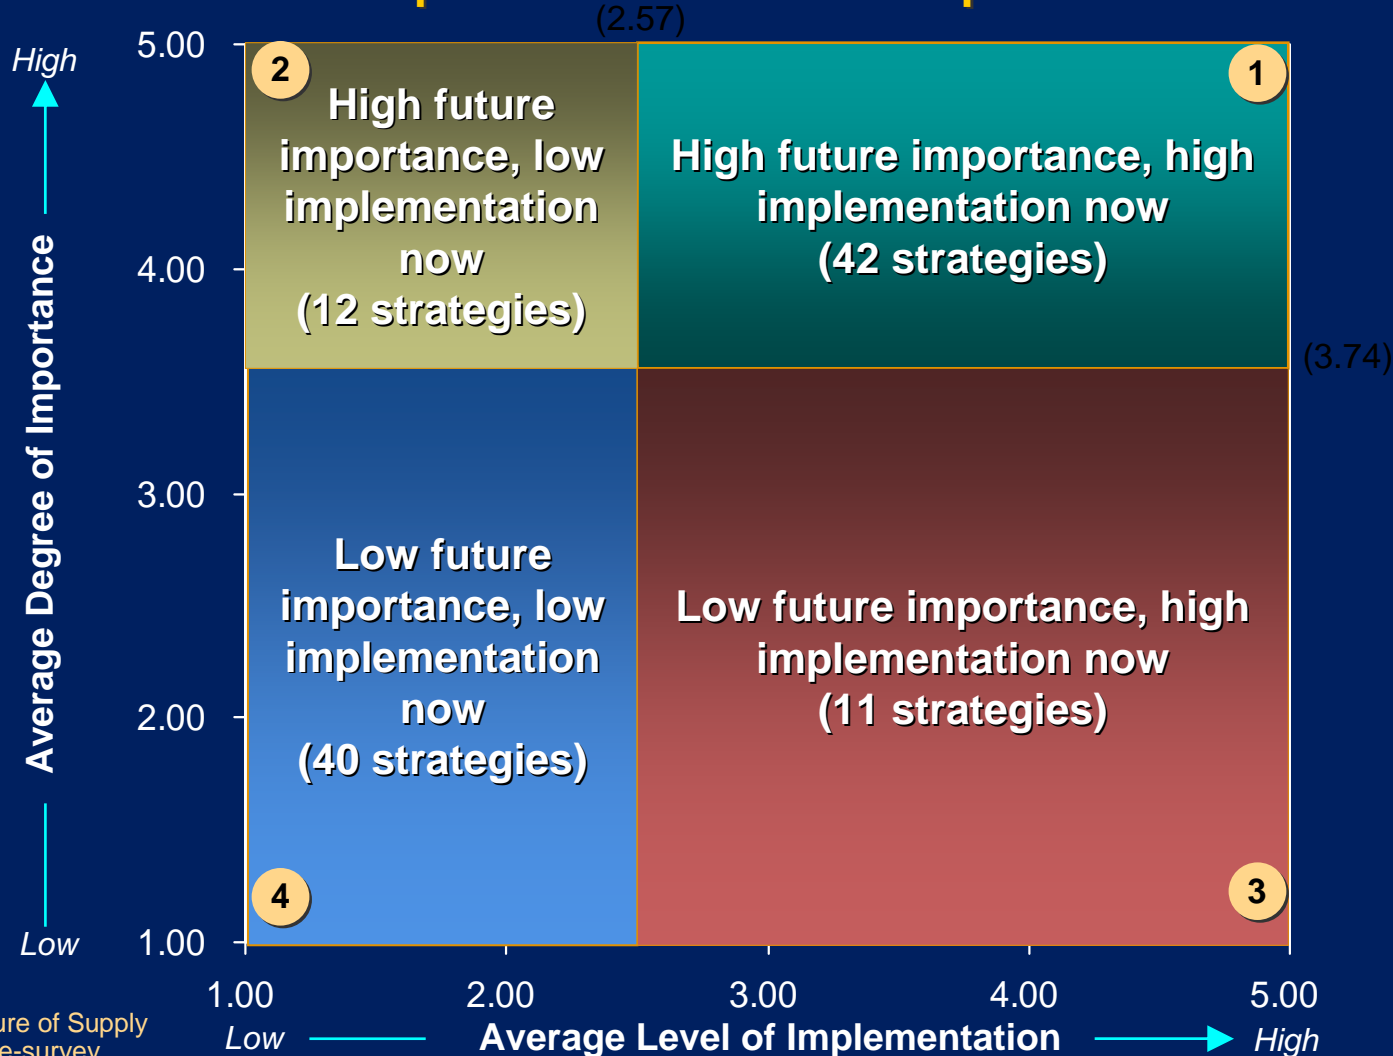 (2.57)
High
5.00
2
High future
importance, low
implementation
now
(12 strategies)
1
High future importance, high
implementation now
(42 strategies)
4.00
(3.74)
Average Degree of Importance
3.00
Low future
importance, low
implementation
now
(40 strategies)
Low future importance, high
implementation now
(11 strategies)
2.00
4
3
Low
1.00
1.00
2.00
3.00
4.00
5.00
of Supply
Low
Average Level of Implementation
High
e-survey